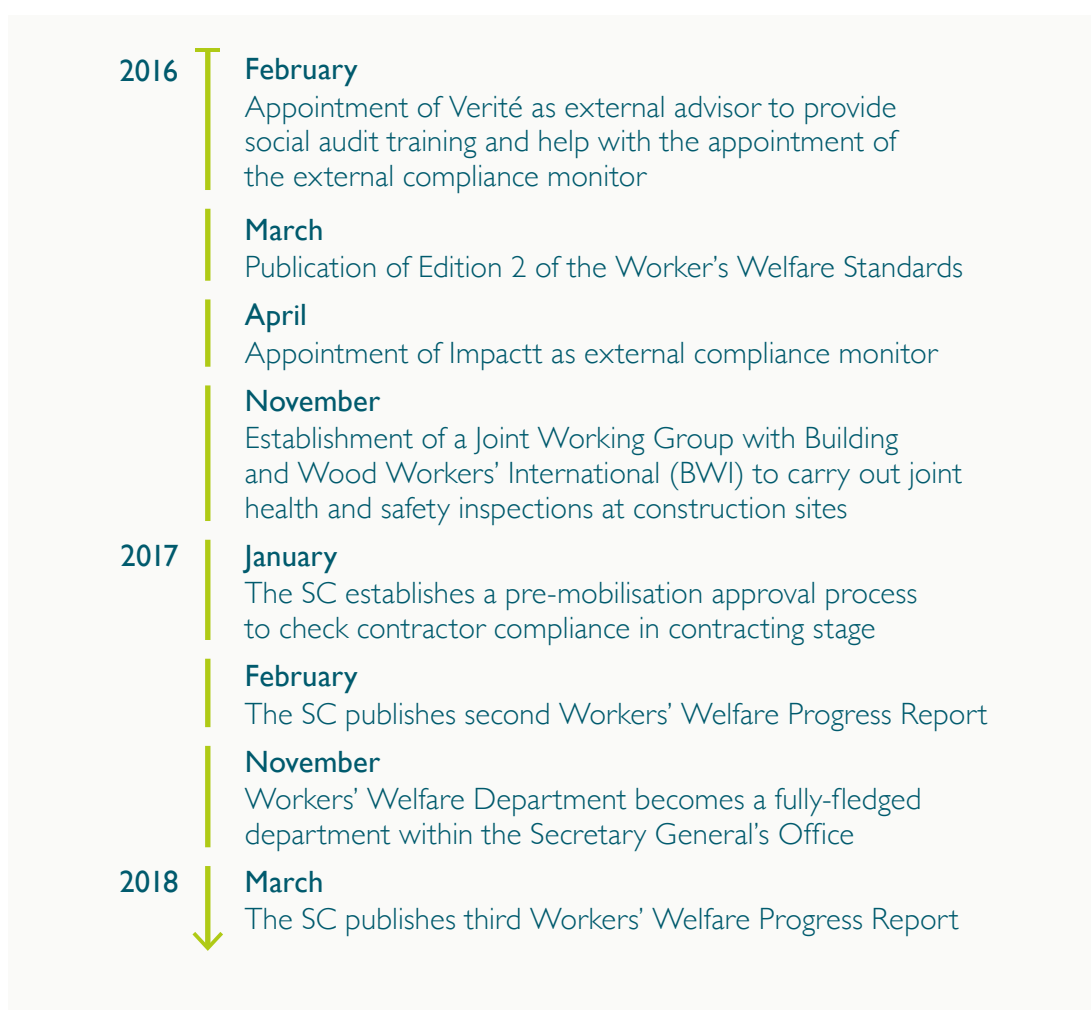 2016
February
Appointment of Verité as external advisor to provide
social audit training and help with the appointment of
the external compliance monitor
March
Publication of Edition 2 of the Worker’s Welfare Standards
April
Appointment of Impactt as external compliance monitor
November
Establishment of a Joint Working Group with Building
and Wood Workers’ International (BWI) to carry out joint
health and safety inspections at construction sites
2017
January
The SC establishes a pre-mobilisation approval process
to check contractor compliance in contracting stage
February
The SC publishes second Workers’ Welfare Progress Report
November
Workers’ Welfare Department becomes a fully-fledged
department within the Secretary General’s Office
2018
March
The SC publishes third Workers’ Welfare Progress Report